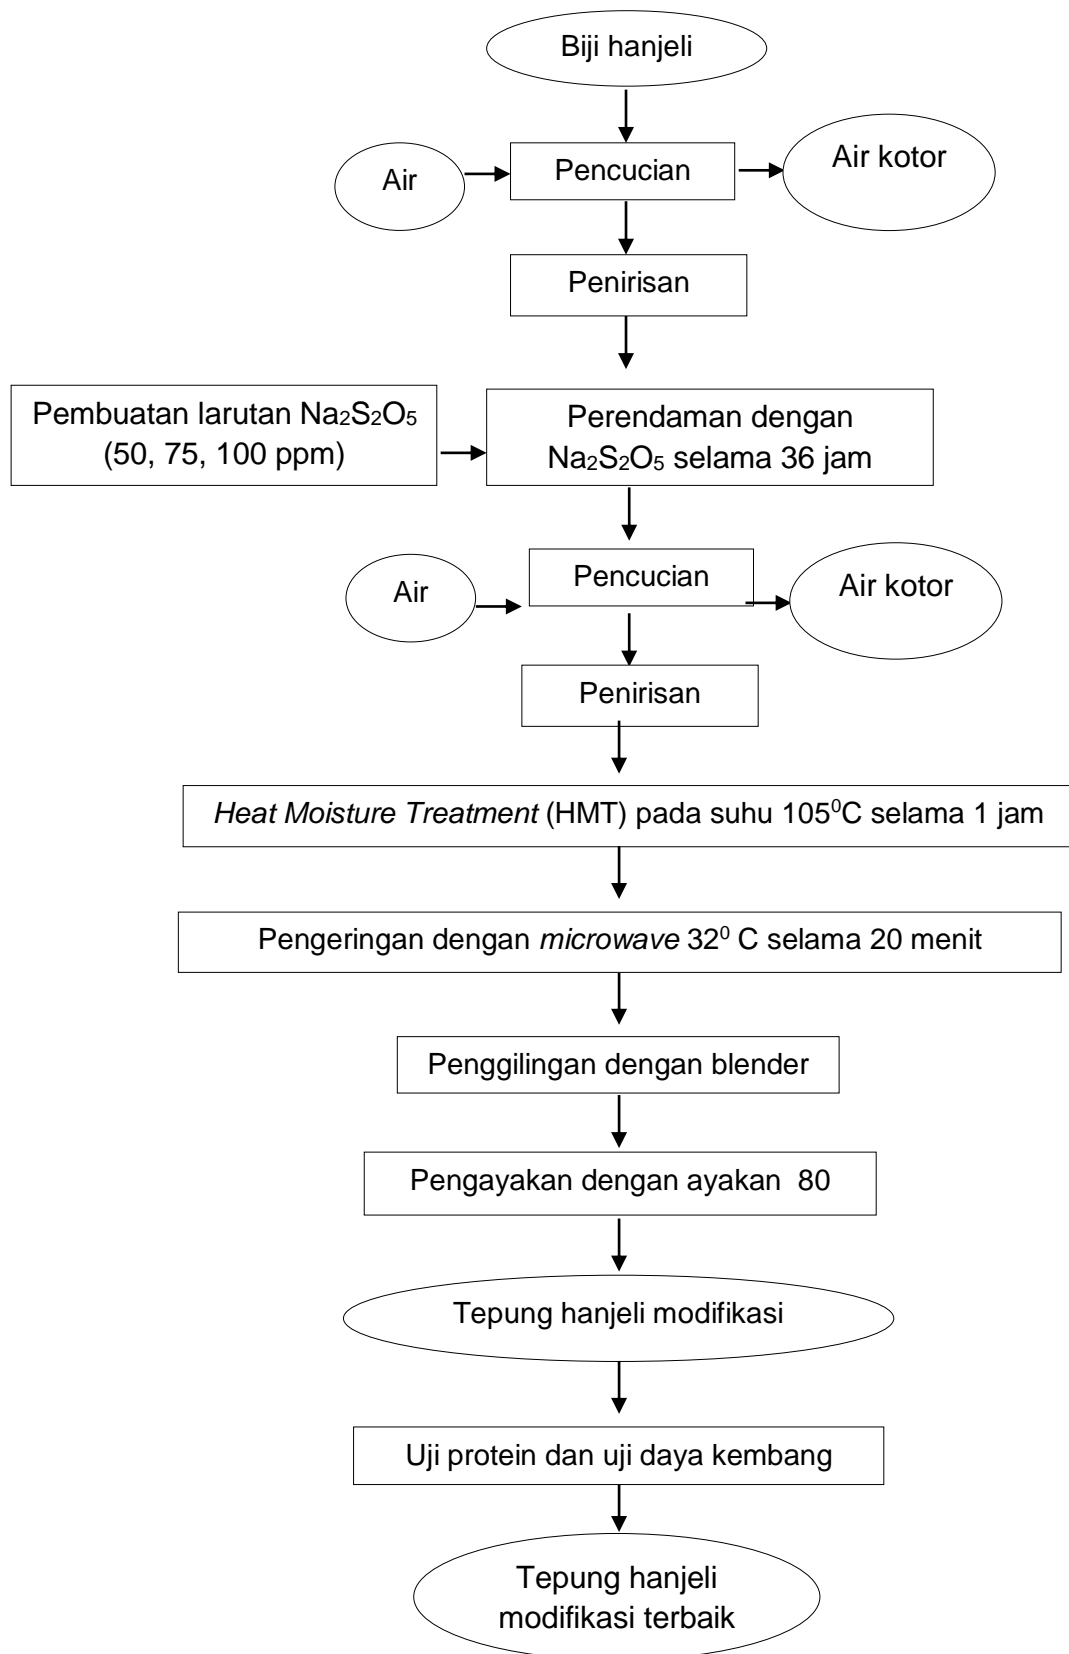 Biji hanjeli
Air
Pencucian
Air kotor
Penirisan
Pembuatan larutan Na₂S₂O₅
(50, 75, 100 ppm)
Perendaman dengan
Na₂S₂O₅ selama 36 jam
Air
Pencucian
Air kotor
Penirisan
Heat Moisture Treatment (HMT) pada suhu 105⁰C selama 1 jam
Pengeringan dengan microwave 32⁰ C selama 20 menit
Penggilingan dengan blender
Pengayakan dengan ayakan  80
Tepung hanjeli modifikasi
Uji protein dan uji daya kembang
Tepung hanjeli
modifikasi terbaik